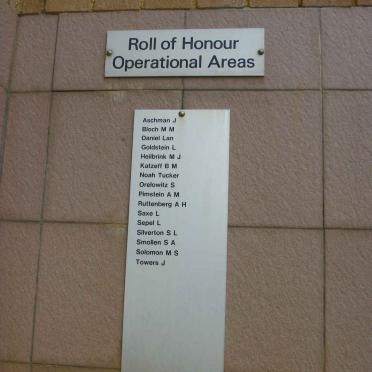 Roll of Honour
Operational Areas
Aschman J
Bloch M M
Daniel Lan
Goldstein L
Heilbrink M J
Katzeff B M
Noah Tucker
Orelowitz S
Pimstein A M
Ruttenberg A H
Saxe L
Sepel L
Silverton S L
Smollen S A
Solomon M S
Towers J